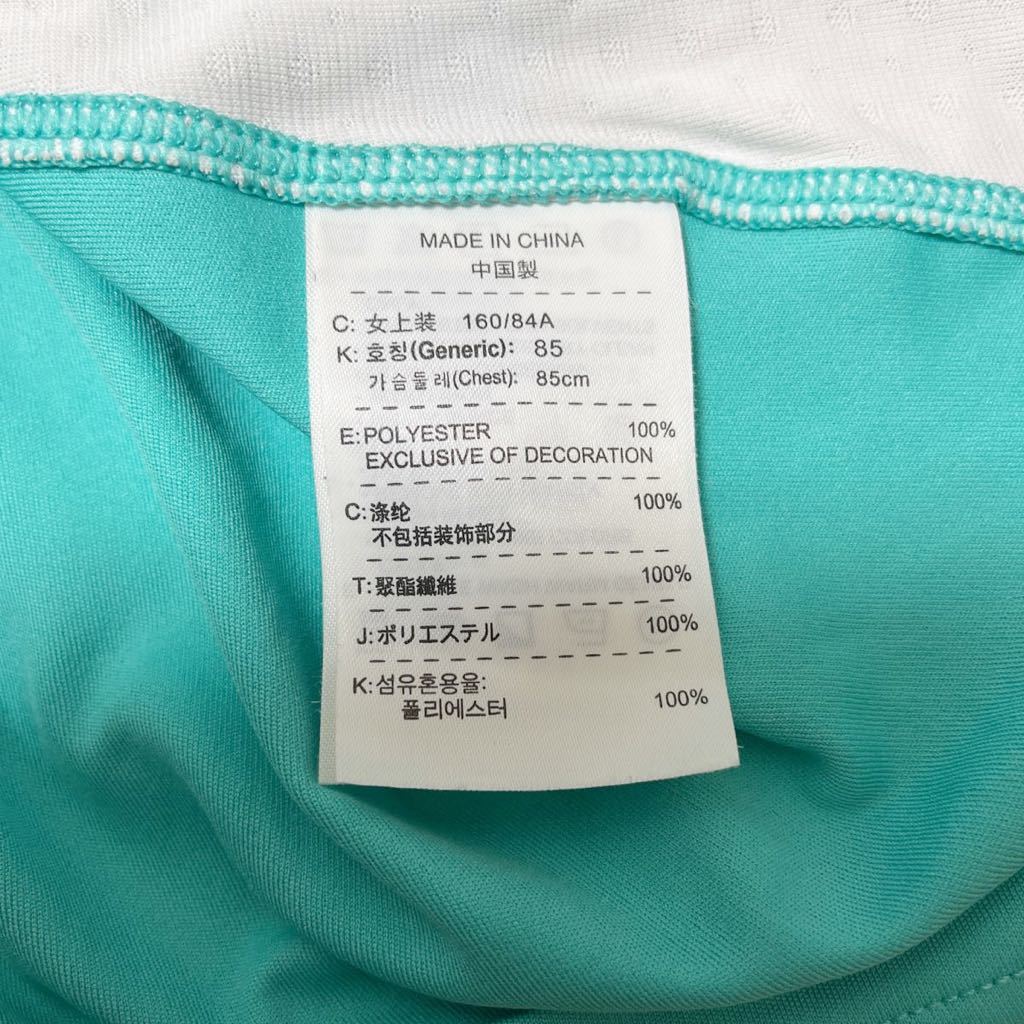 MADE IN CHINA
中国製
C: 女上装 160/84A
K: 호칭(Generic): 85
가슴둘레(Chest): 85cm
E:POLYESTER 100%
EXCLUSIVE OF DECORATION
C:涤纶 100%
不包括装饰部分
T:聚酯纖維 100%
J:ポリエステル 100%
K:섬유혼용율:
폴리에스터 100%